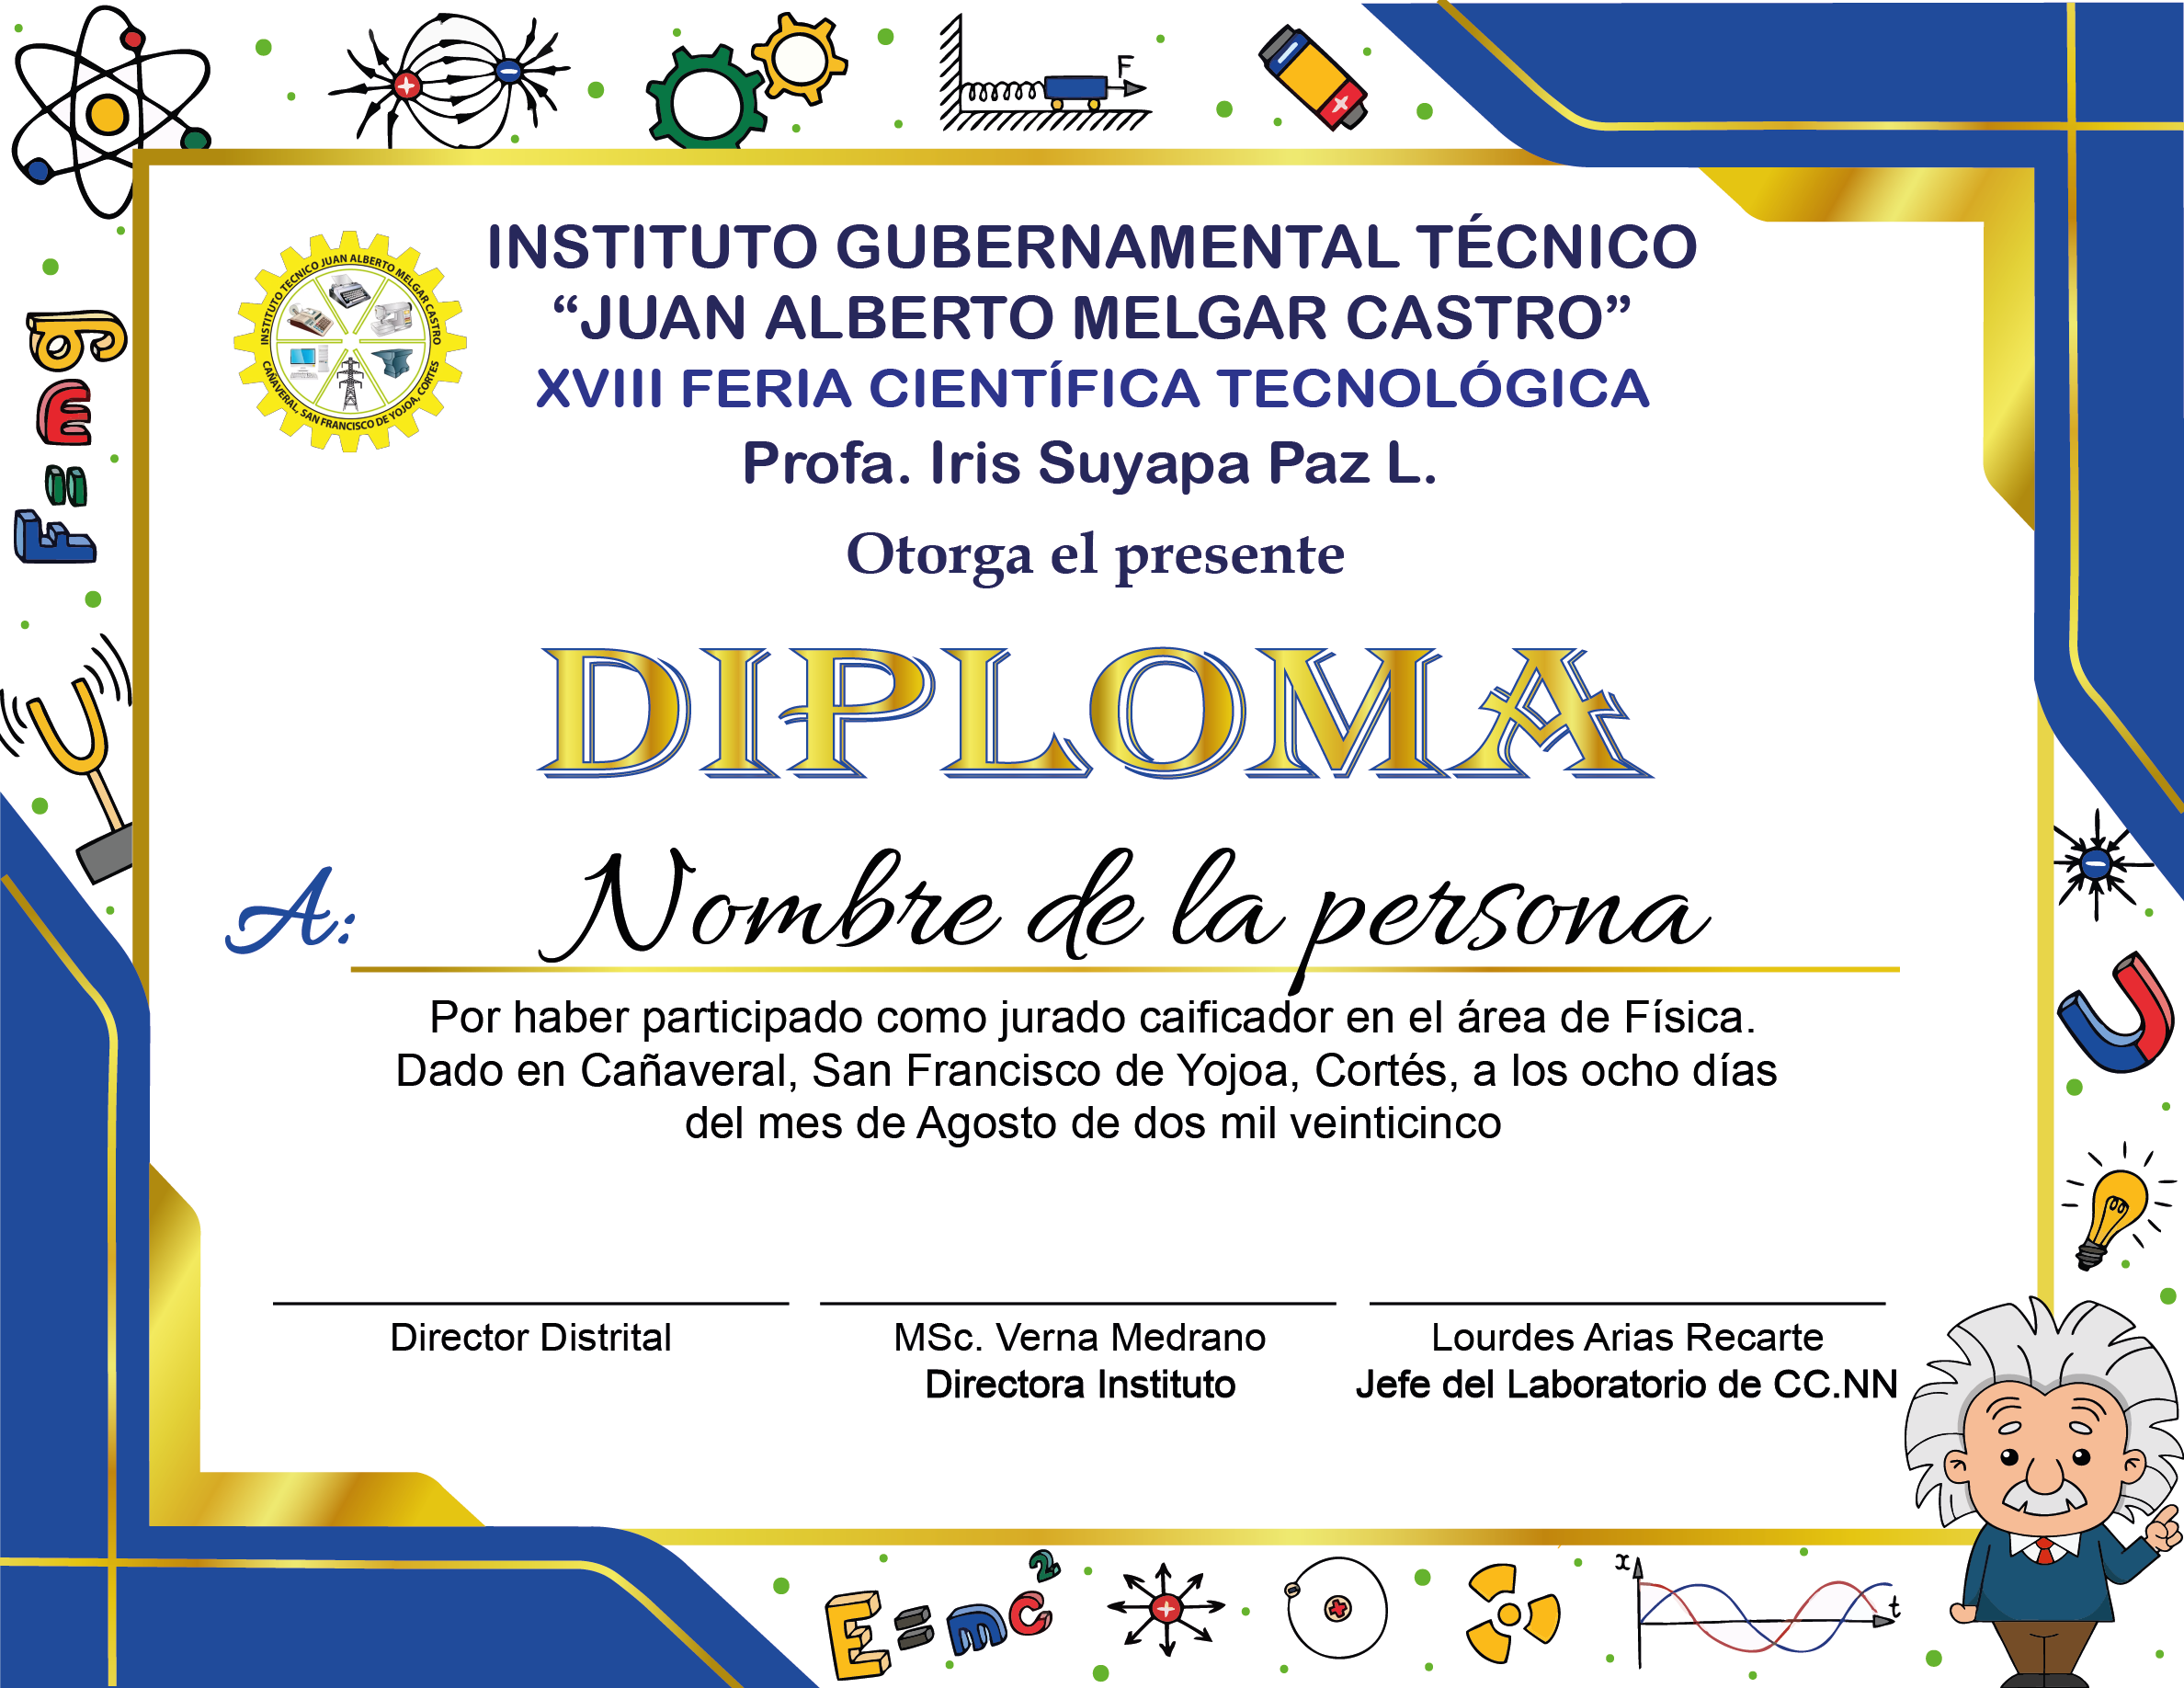 INSTITUTO GUBERNAMENTAL TÉCNICO
“JUAN ALBERTO MELGAR CASTRO”
XVIII FERIA CIENTÍFICA TECNOLÓGICA
Profa. Iris Suyapa Paz L.
INSTITUTO TECNICO JUAN ALBERTO MELGAR CASTRO
CAÑAVERAL, SAN FRANCISCO DE YOJOA, CORTES
Otorga el presente
DIPLOMA
A: Nombre de la persona
Por haber participado como jurado caificador en el área de Física.
Dado en Cañaveral, San Francisco de Yojoa, Cortés, a los ocho días
del mes de Agosto de dos mil veinticinco
Director Distrital
MSc. Verna Medrano
Directora Instituto
Lourdes Arias Recarte
Jefe del Laboratorio de CC.NN
F
F=mg
E=mc²
x
t